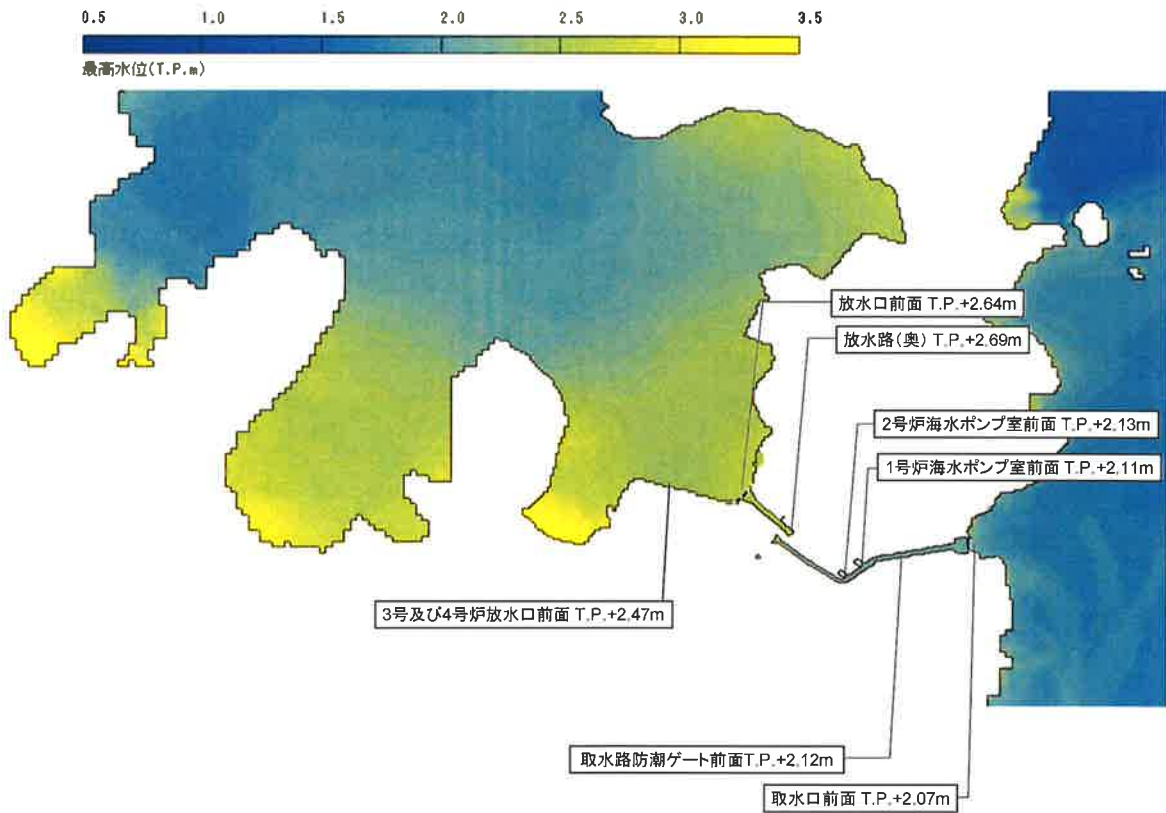 0.5 1.0 1.5 2.0 2.5 3.0 3.5
最高水位(T.P.m)
放水口前面 T.P.+2.64m
放水路(奥) T.P.+2.69m
2号炉海水ポンプ室前面 T.P.+2.13m
1号炉海水ポンプ室前面 T.P.+2.11m
3号及び4号炉放水口前面 T.P.+2.47m
取水路防潮ゲート前面T.P.+2.12m
取水口前面 T.P.+2.07m